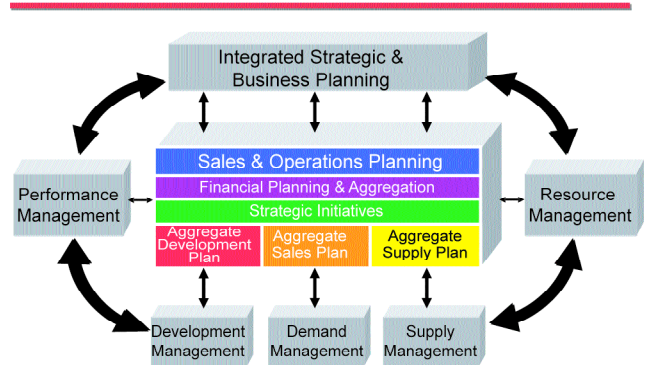 Integrated Strategic &
Business Planning
Sales & Operations Planning
Financial Planning & Aggregation
Strategic Initiatives
Performance
Management
Resource
Management
Aggregate
Development
Plan
Aggregate
Sales Plan
Aggregate
Supply Plan
Development
Management
Demand
Management
Supply
Management